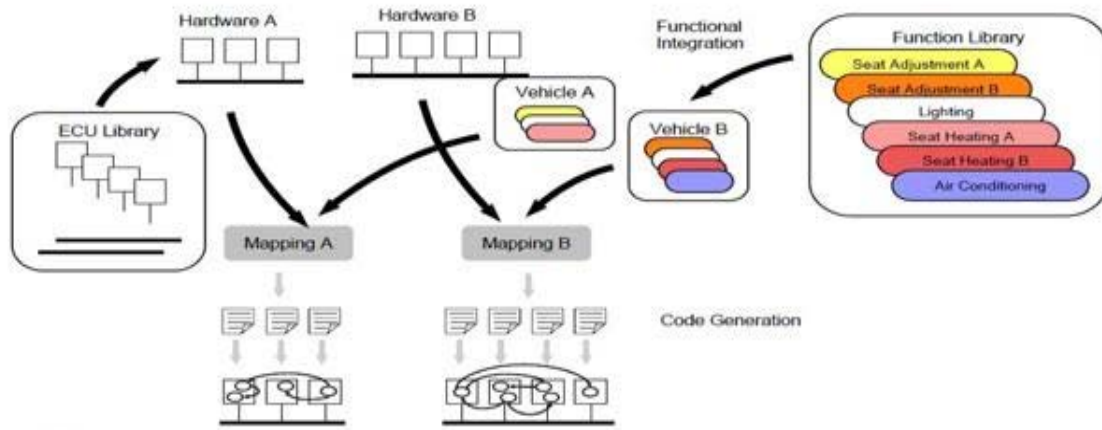 Hardware A
Hardware B
Functional
Integration
Function Library
Seat Adjustment A
Seat Adjustment B
Lighting
Seat Heating A
Seat Heating B
Air Conditioning
Vehicle A
Vehicle B
ECU Library
Mapping A
Mapping B
Code Generation